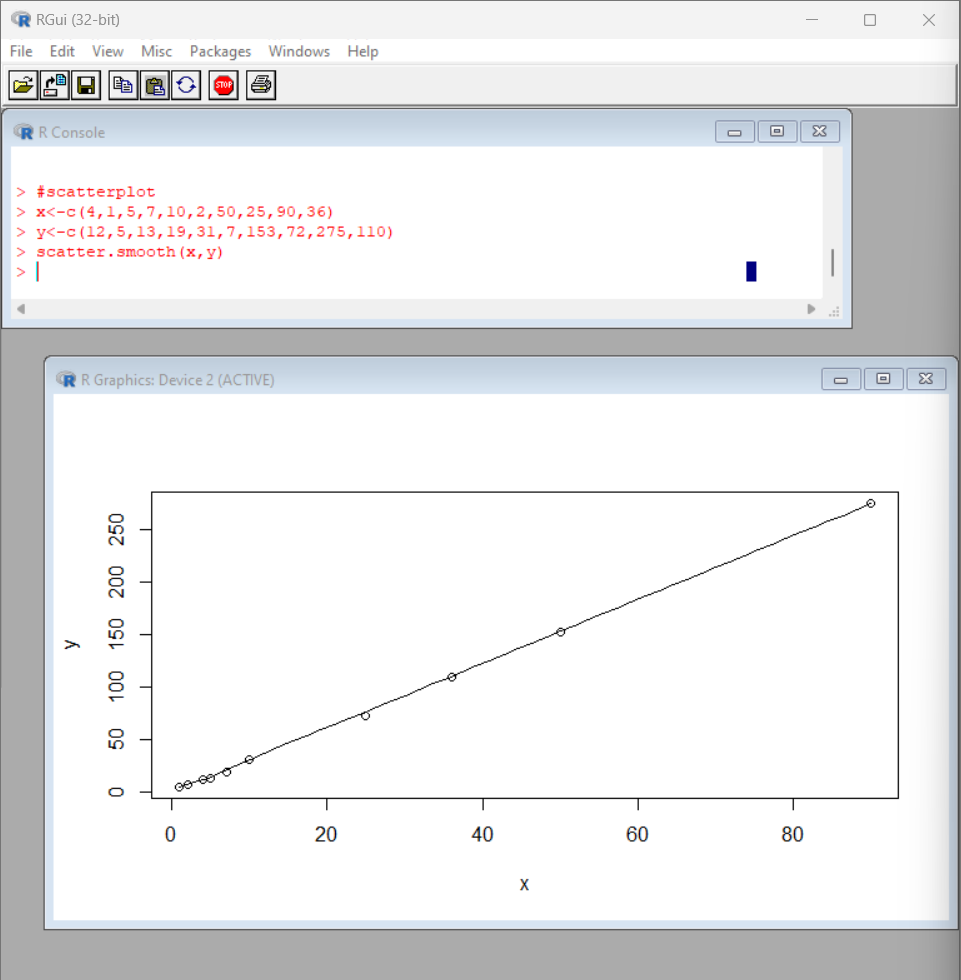 RGui (32-bit)
File Edit View Misc Packages Windows Help
STOP
R Console
> #scatterplot
> x<-c(4,1,5,7,10,2,50,25,90,36)
> y<-c(12,5,13,19,31,7,153,72,275,110)
> scatter.smooth(x,y)
>
R Graphics: Device 2 (ACTIVE)
250
200
150
100
50
0
y
0 20 40 60 80
x